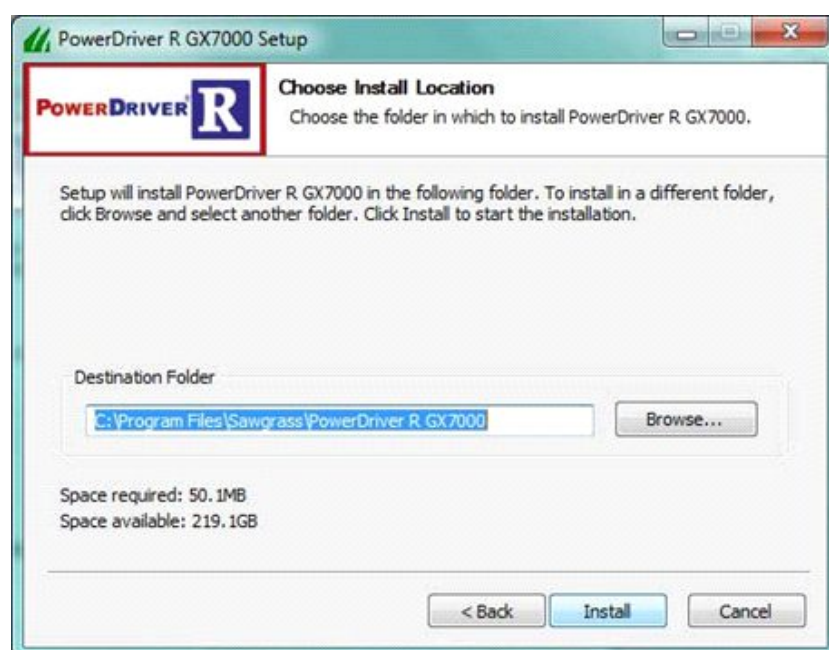 PowerDriver R GX7000 Setup
POWERDRIVER R
Choose Install Location
Choose the folder in which to install PowerDriver R GX7000.
Setup will install PowerDriver R GX7000 in the following folder. To install in a different folder,
click Browse and select another folder. Click Install to start the installation.
Destination Folder
C:\Program Files\Sawgrass\PowerDriver R GX7000
Browse...
Space required: 50.1MB
Space available: 219.1GB
< Back Install Cancel